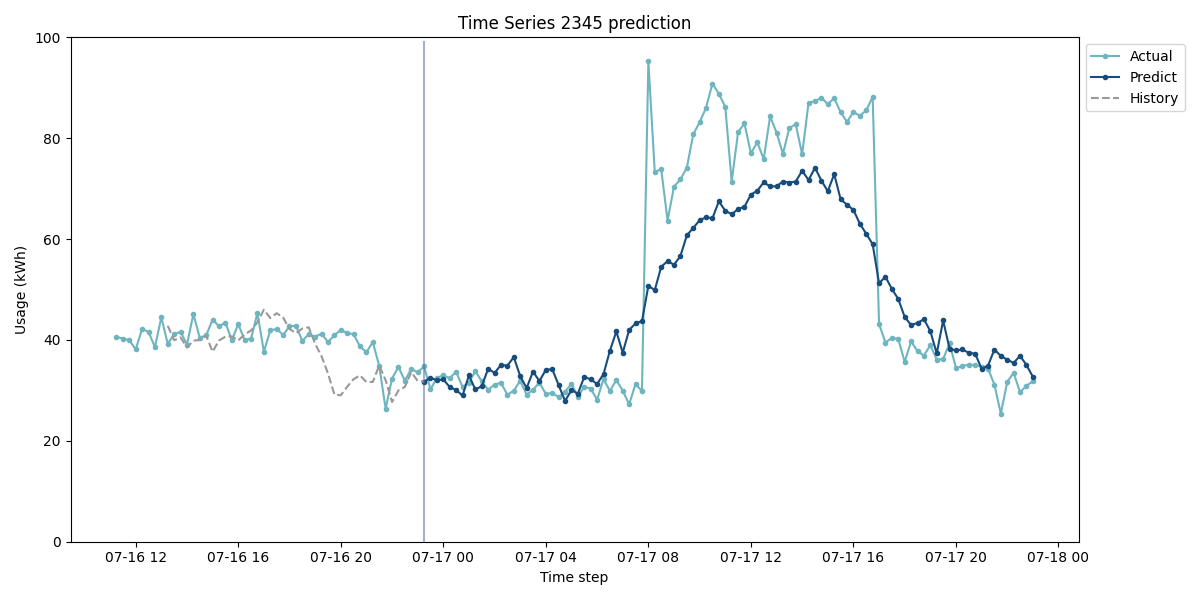 Time Series 2345 prediction
Usage (kWh)
100
80
60
40
20
0
07-16 12
07-16 16
07-16 20
07-17 00
07-17 04
07-17 08
07-17 12
07-17 16
07-17 20
07-18 00
Time step
Actual
Predict
History